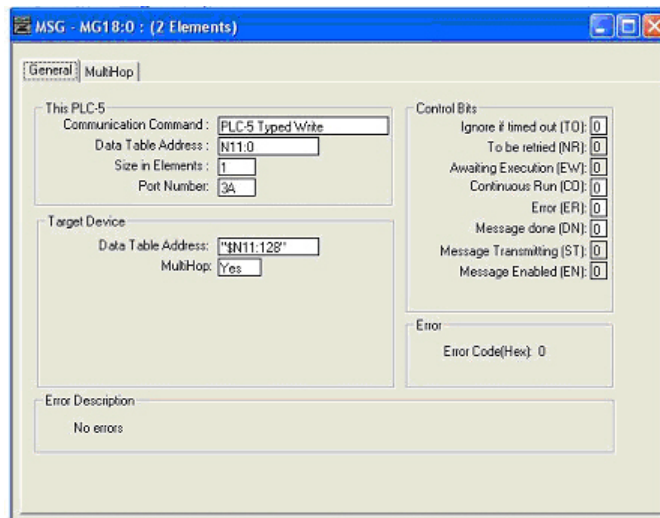 MSG - MG18:0 : (2 Elements)
General MultiHop
This PLC-5
Communication Command : PLC-5 Typed Write
Data Table Address : N11:0
Size in Elements : 1
Port Number: 3A
Target Device
Data Table Address: "$N11:128"
MultiHop: Yes
Control Bits
Ignore if timed out (TO): 0
To be retried (NR): 0
Awaiting Execution (EW): 0
Continuous Run (CO): 0
Error (ER): 0
Message done (DN): 0
Message Transmitting (ST): 0
Message Enabled (EN): 0
Error
Error Code(Hex): 0
Error Description
No errors